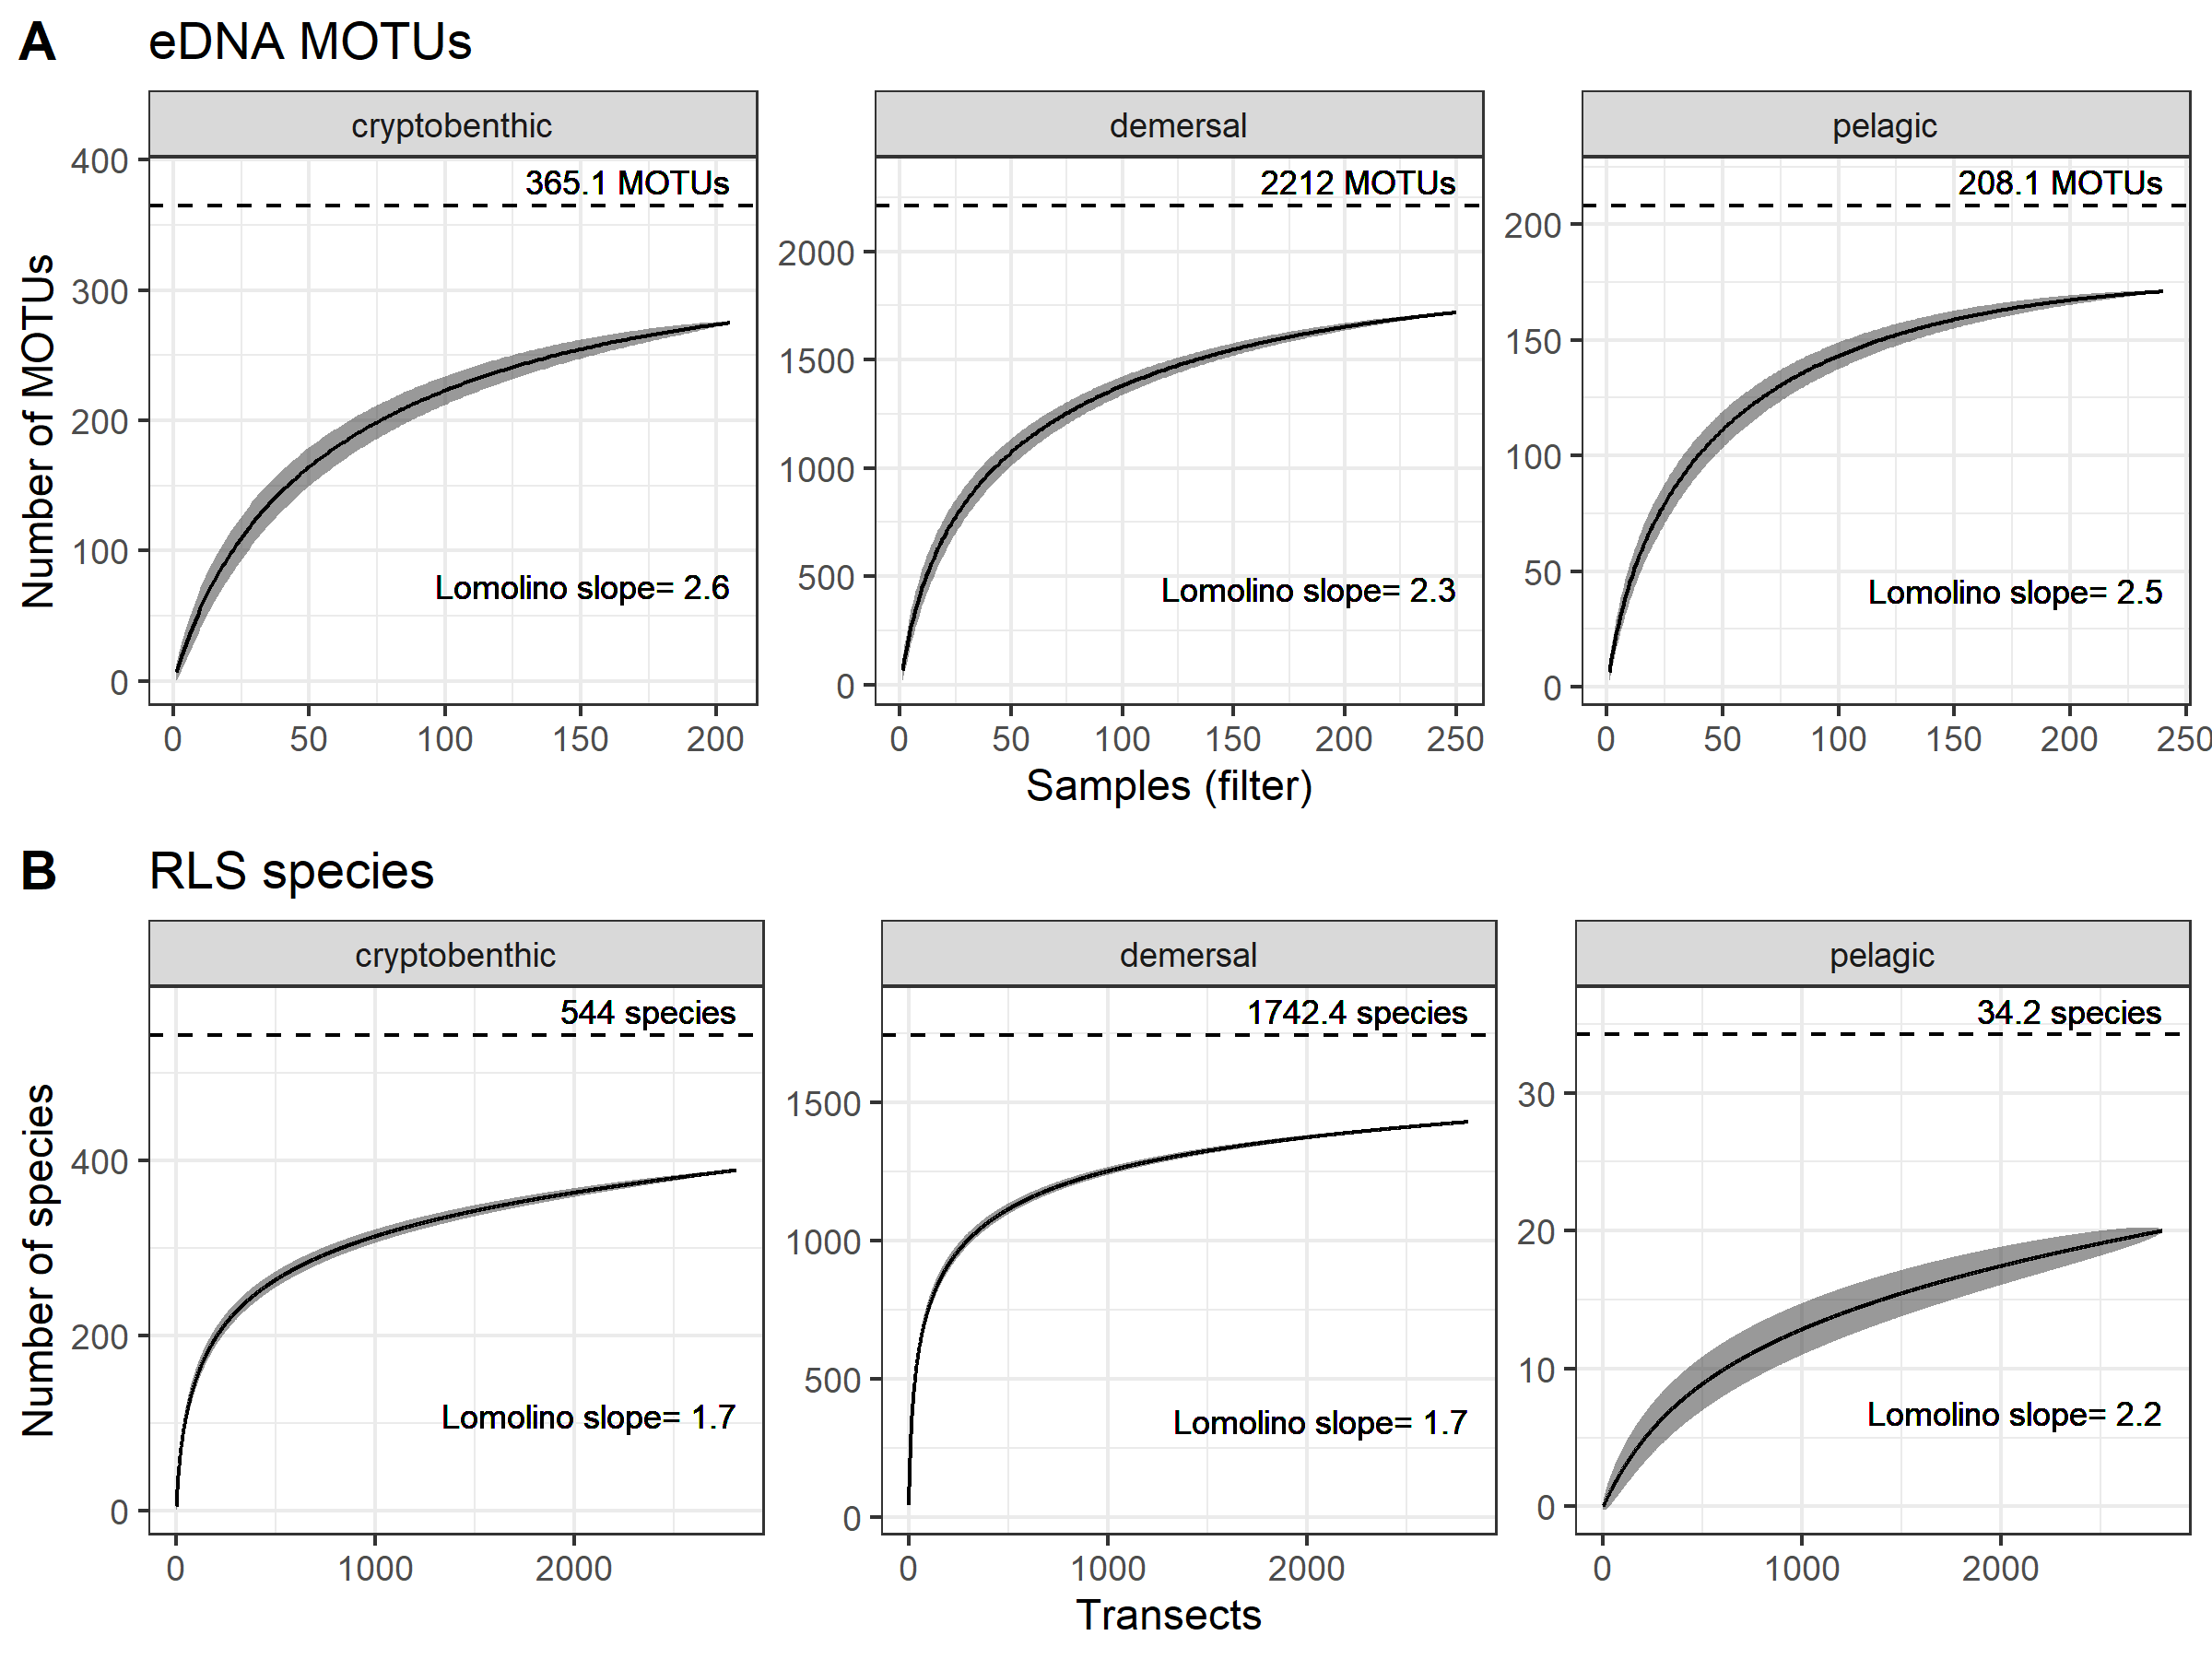 A eDNA MOTUs
cryptobenthic demersal pelagic
365.1 MOTUs 2212 MOTUs 208.1 MOTUs
Lomolino slope= 2.6 Lomolino slope= 2.3 Lomolino slope= 2.5
Number of MOTUs
400
300
200
100
0
2000
1500
1000
500
0
200
150
100
50
0
0 50 100 150 200
0 50 100 150 200 250
0 50 100 150 200 250
Samples (filter)
B RLS species
cryptobenthic demersal pelagic
544 species 1742.4 species 34.2 species
Lomolino slope= 1.7 Lomolino slope= 1.7 Lomolino slope= 2.2
Number of species
400
200
0
1500
1000
500
0
30
20
10
0
0 1000 2000
0 1000 2000
0 1000 2000
Transects